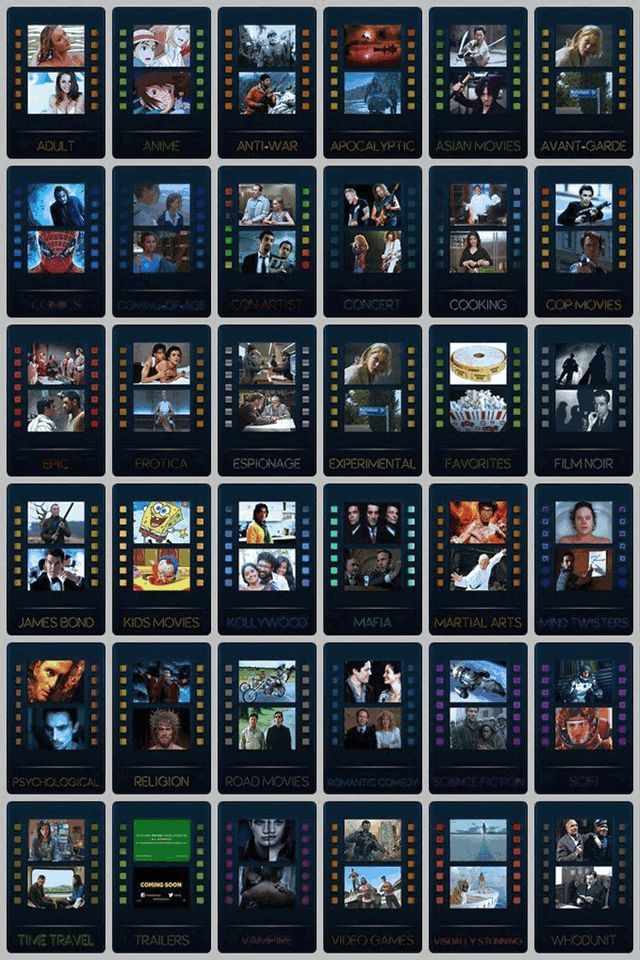 ADULT
ANIME
ANTI-WAR
APOCALYPTIC
ASIAN MOVIES
AVANT-GARDE
COMICS
COMING-OF-AGE
CON ARTIST
CONCERT
COOKING
COP MOVIES
EPIC
EROTICA
ESPIONAGE
EXPERIMENTAL
FAVORITES
FILM NOIR
JAMES BOND
KIDS MOVIES
KOLLYWOOD
MAFIA
MARTIAL ARTS
MIND TWISTERS
PSYCHOLOGICAL
RELIGION
ROAD MOVIES
ROMANTIC COMEDY
SCIENCE FICTION
SCIFI
COMING SOON
TIME TRAVEL
TRAILERS
VAMPIRE
VIDEO GAMES
VISUALLY STUNNING
WHODUNIT